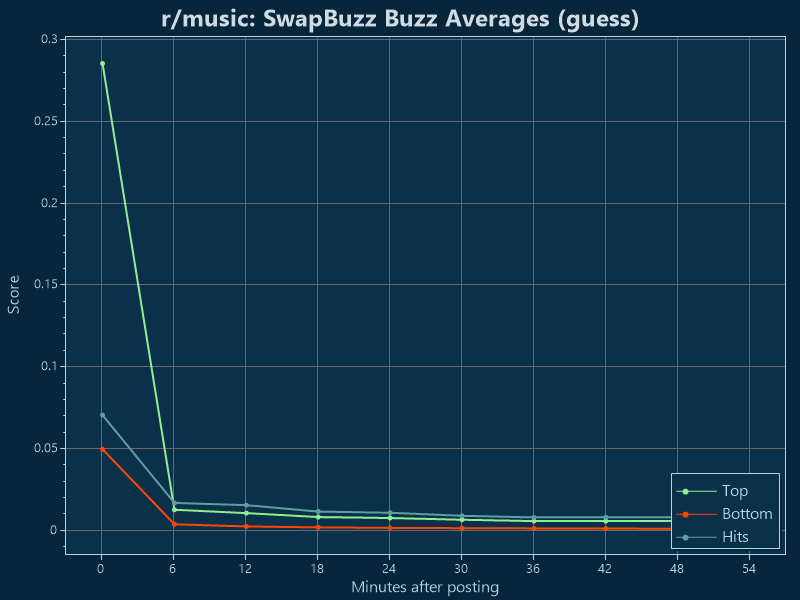 r/music: SwapBuzz Buzz Averages (guess)
0.3
0.25
0.2
0.15
0.1
0.05
0
Score
Top
Bottom
Hits
0 6 12 18 24 30 36 42 48 54
Minutes after posting